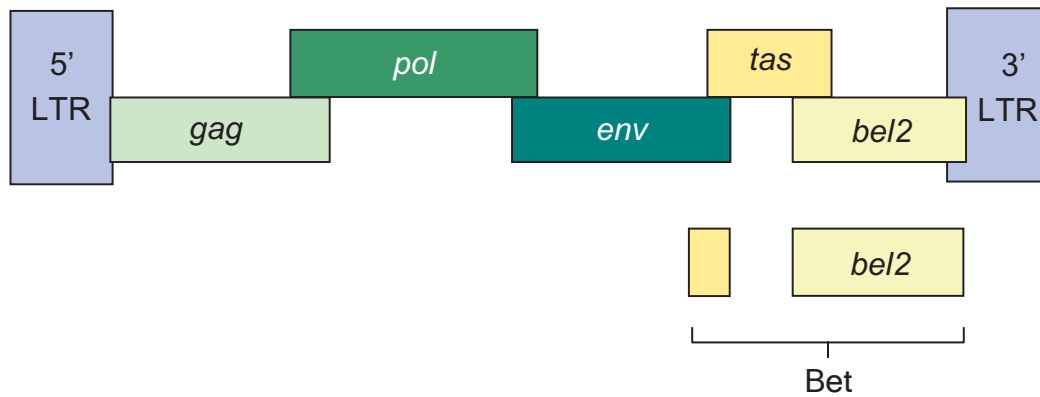 5’
LTR
gag
pol
env
tas
bel2
3’
LTR
bel2
Bet